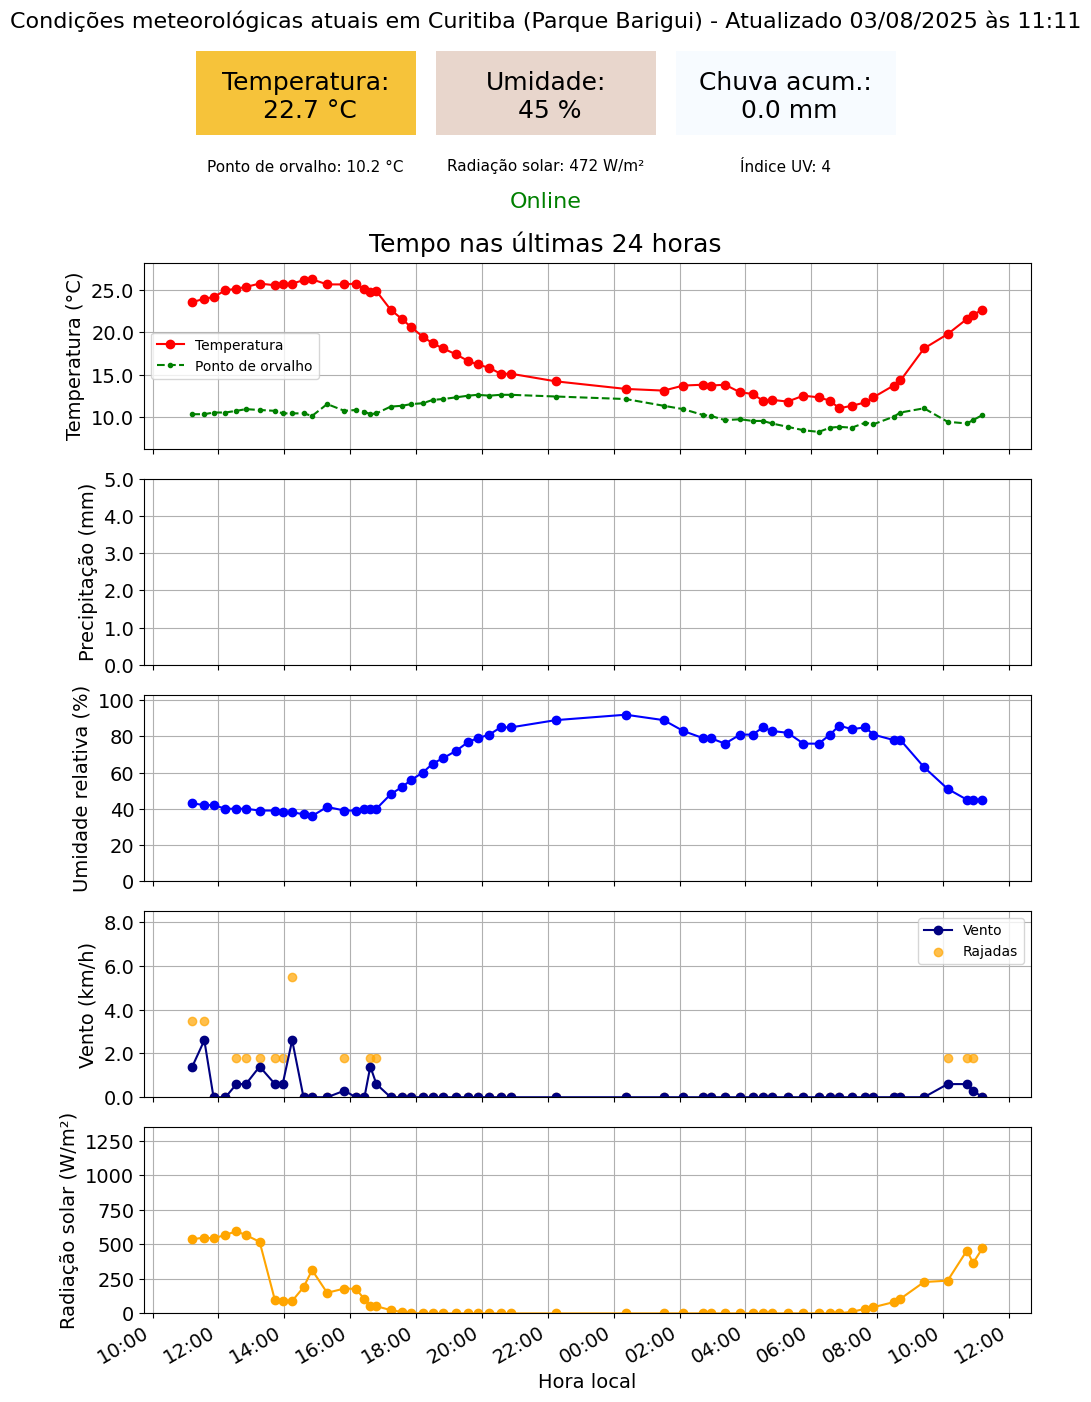 Condições meteorológicas atuais em Curitiba (Parque Barigui) - Atualizado 03/08/2025 às 11:11
Temperatura:
22.7 °C
Umidade:
45 %
Chuva acum.:
0.0 mm
Ponto de orvalho: 10.2 °C
Radiação solar: 472 W/m²
Índice UV: 4
Online
Tempo nas últimas 24 horas
Temperatura (°C)
25.0
20.0
15.0
10.0
Temperatura
Ponto de orvalho
Precipitação (mm)
5.0
4.0
3.0
2.0
1.0
0.0
Umidade relativa (%)
100
80
60
40
20
0
Vento (km/h)
8.0
6.0
4.0
2.0
0.0
Vento
Rajadas
Radiação solar (W/m²)
1250
1000
750
500
250
0
10:00 12:00 14:00 16:00 18:00 20:00 22:00 00:00 02:00 04:00 06:00 08:00 10:00 12:00
Hora local